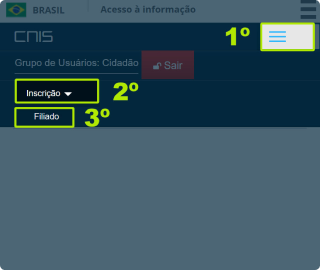 BRASIL Acesso à informação
CNIS 1º
Grupo de Usuários: Cidadão Sair
Inscrição 2º
Filiado 3º